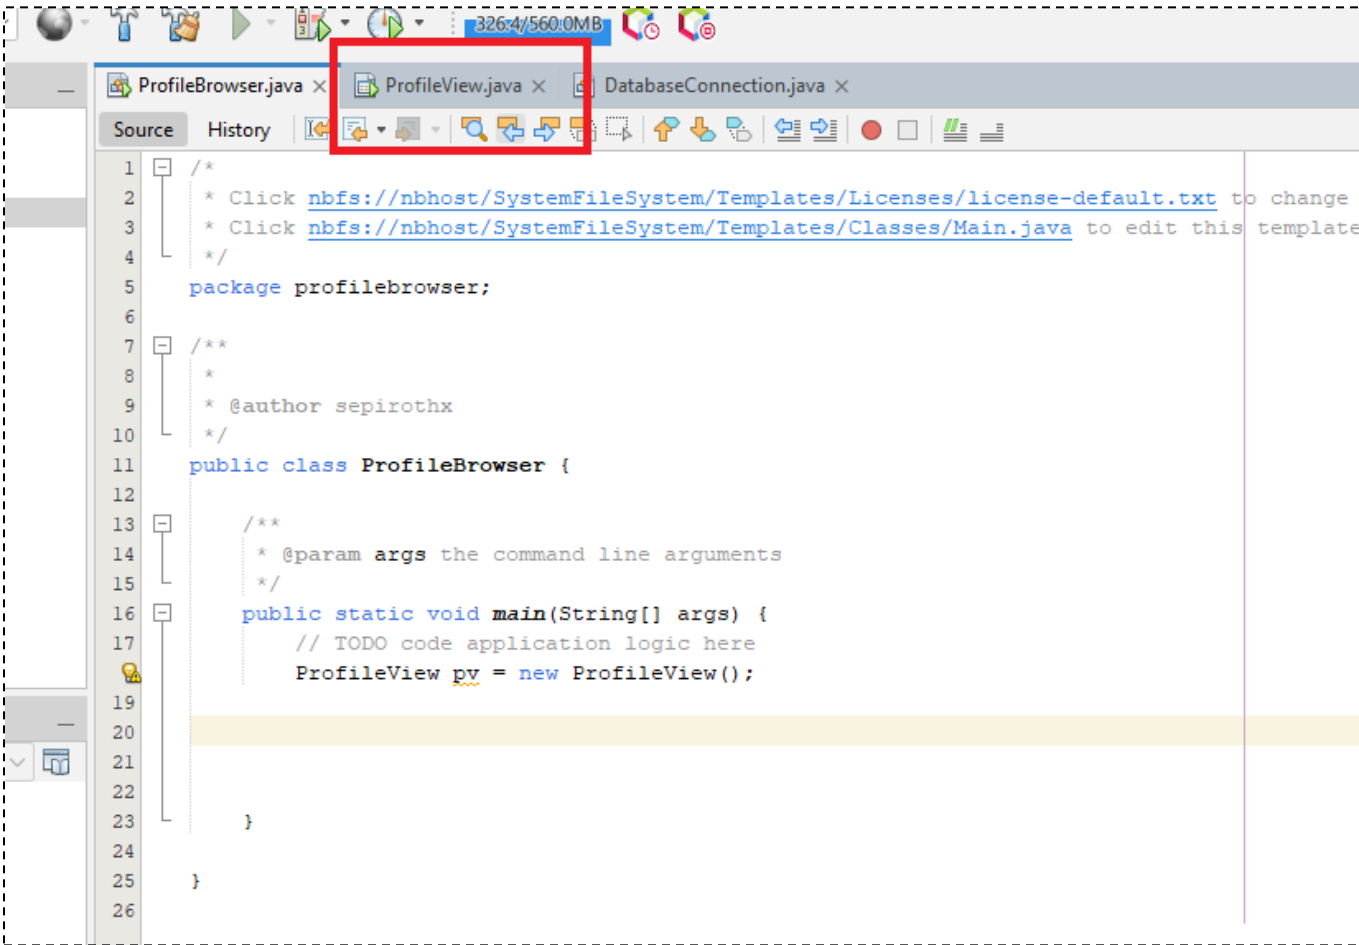 326.4/560.0MB
ProfileBrowser.java ProfileView.java DatabaseConnection.java
Source History
1 /*
2 * Click nbfs://nbhost/SystemFileSystem/Templates/Licenses/license-default.txt to change
3 * Click nbfs://nbhost/SystemFileSystem/Templates/Classes/Main.java to edit this template
4 */
5 package profilebrowser;
6
7 /**
8 *
9 * @author sepirothx
10 */
11 public class ProfileBrowser {
12
13 /**
14 * @param args the command line arguments
15 */
16 public static void main(String[] args) {
17 // TODO code application logic here
ProfileView pv = new ProfileView();
19
20
21
22
23 }
24
25 }
26